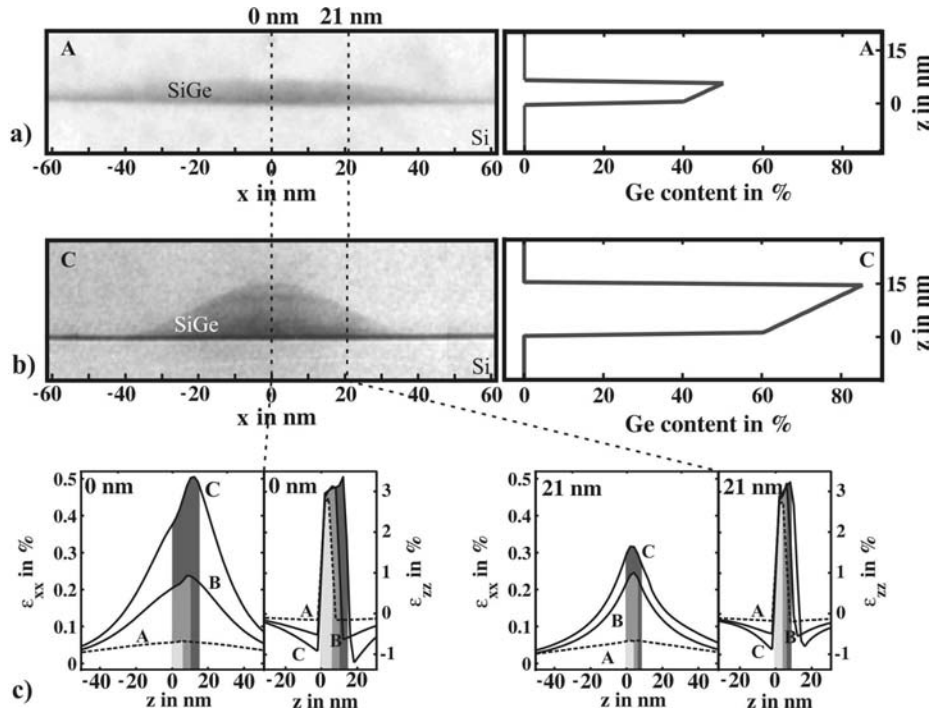 0 nm 21 nm
A
SiGe
Si
a)
-60 -40 -20 0 20 40 60
x in nm
A
15
0
z in nm
0 20 40 60 80
Ge content in %
C
SiGe
Si
b)
-60 -40 -20 0 20 40 60
x in nm
C
15
0
z in nm
0 20 40 60 80
Ge content in %
0.5
0.4
0.3
0.2
0.1
0
εxx in %
0 nm
C
B
A
-40 -20 0 20 40
z in nm
0 nm
A
B
C
0 20
z in nm
3
2
1
0
-1
εzz in %
0.5
0.4
0.3
0.2
0.1
0
εxx in %
21 nm
C
B
A
-40 -20 0 20 40
z in nm
21 nm
A
B
C
0 20
z in nm
3
2
1
0
-1
εzz in %
c)